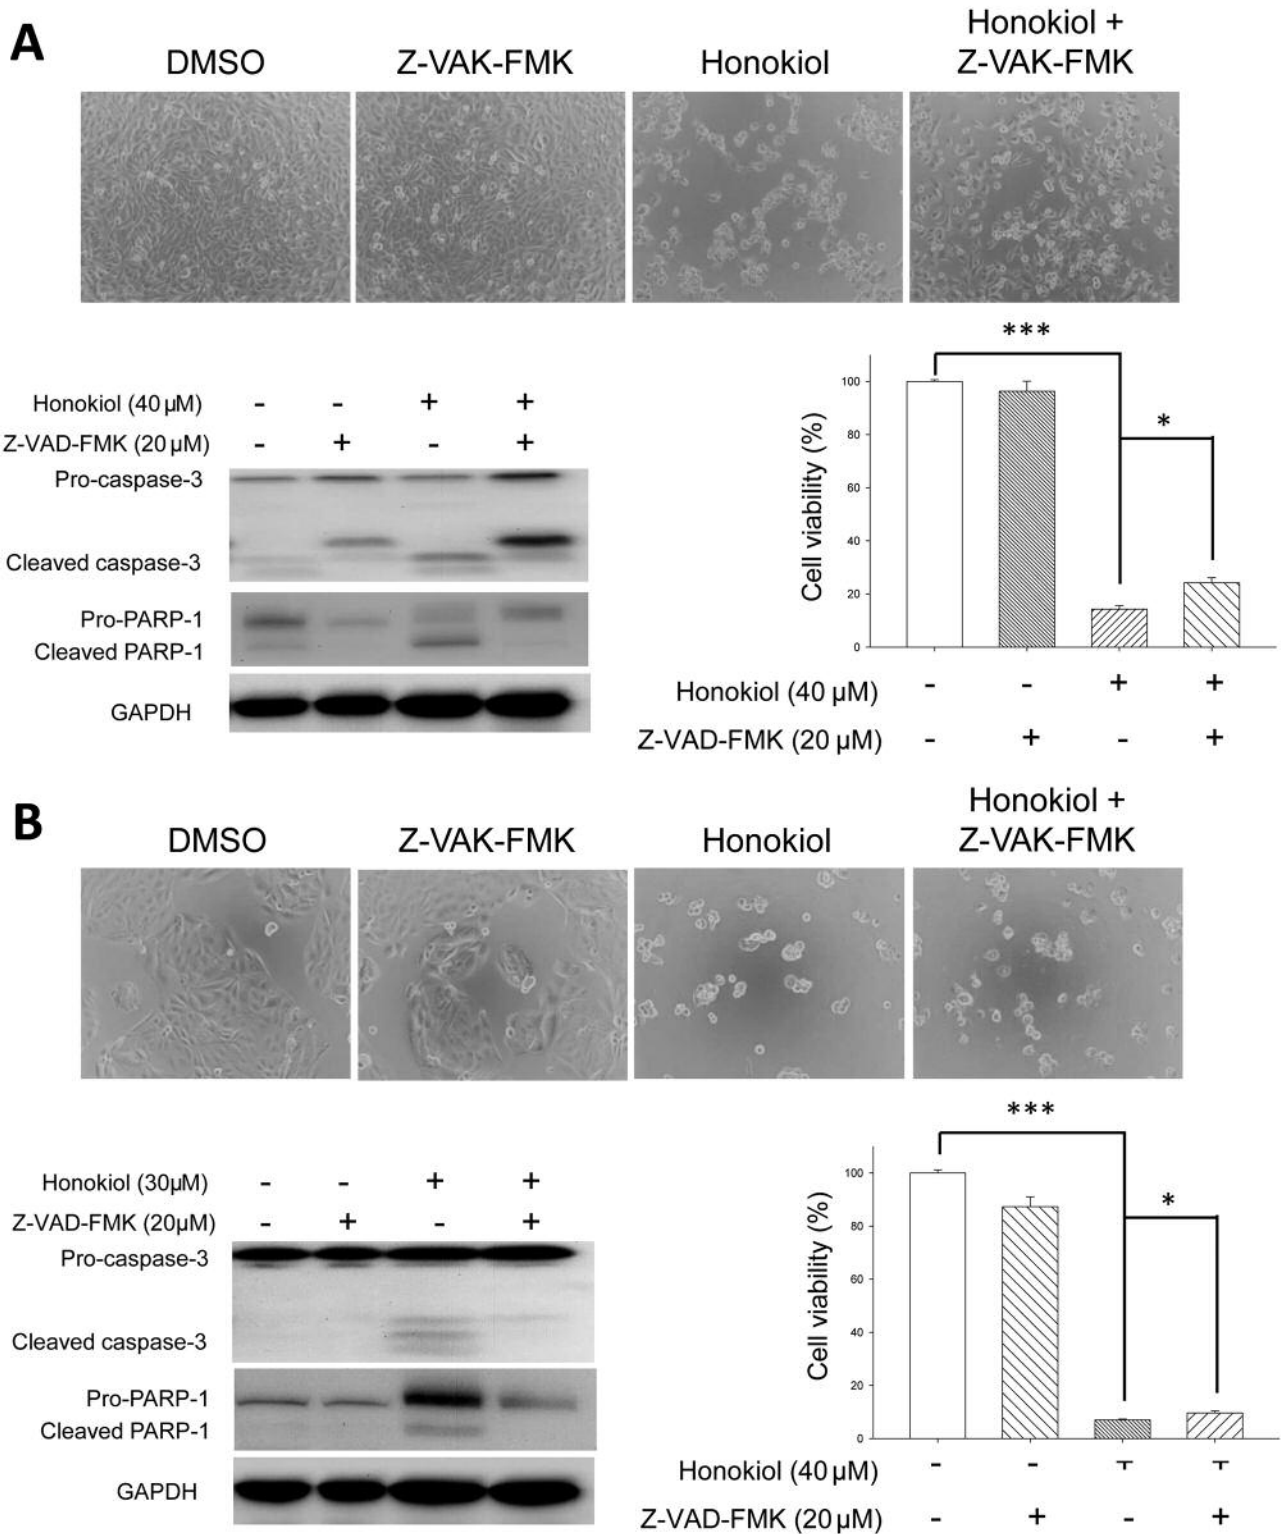 A
DMSO
Z-VAK-FMK
Honokiol
Honokiol +
Z-VAK-FMK
Honokiol (40 µM) - - + +
Z-VAD-FMK (20 µM) - + - +
Pro-caspase-3
Cleaved caspase-3
Pro-PARP-1
Cleaved PARP-1
GAPDH
***
*
Cell viability (%)
100
80
60
40
20
0
Honokiol (40 µM) - - + +
Z-VAD-FMK (20 µM) - + - +
B
DMSO
Z-VAK-FMK
Honokiol
Honokiol +
Z-VAK-FMK
Honokiol (30µM) - - + +
Z-VAD-FMK (20µM) - + - +
Pro-caspase-3
Cleaved caspase-3
Pro-PARP-1
Cleaved PARP-1
GAPDH
***
*
Cell viability (%)
100
80
60
40
20
0
Honokiol (40 µM) - - + +
Z-VAD-FMK (20 µM) - + - +